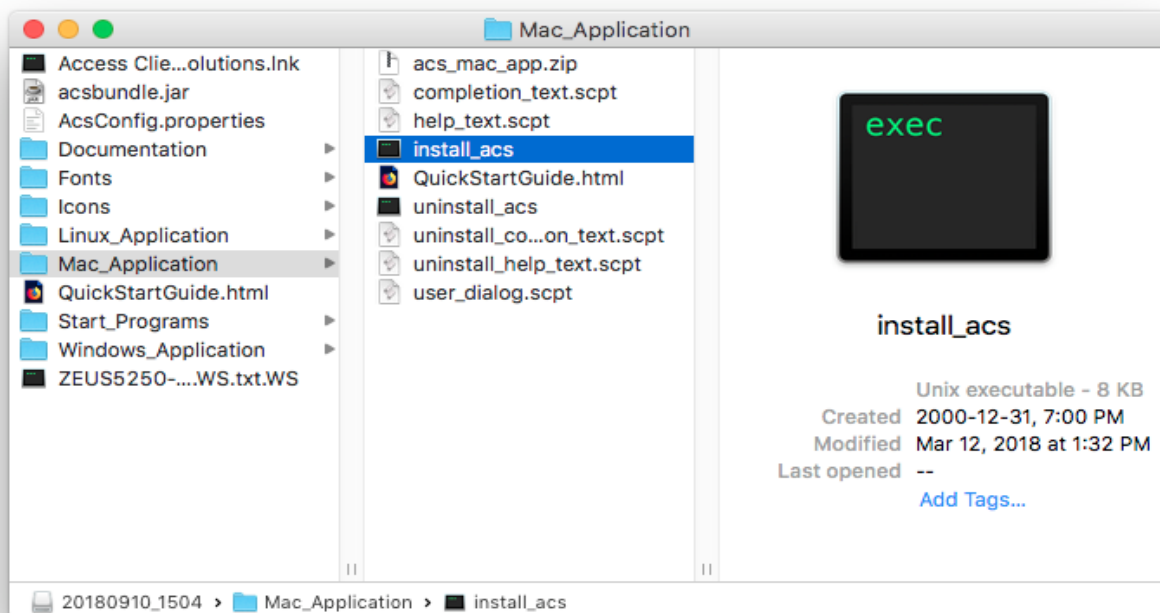 Mac_Application
Access Clie...olutions.lnk
acsbundle.jar
AcsConfig.properties
Documentation
Fonts
Icons
Linux_Application
Mac_Application
QuickStartGuide.html
Start_Programs
Windows_Application
ZEUS5250-....WS.txt.WS
acs_mac_app.zip
completion_text.scpt
help_text.scpt
install_acs
QuickStartGuide.html
uninstall_acs
uninstall_co...on_text.scpt
uninstall_help_text.scpt
user_dialog.scpt
exec
install_acs
Unix executable - 8 KB
Created 2000-12-31, 7:00 PM
Modified Mar 12, 2018 at 1:32 PM
Last opened --
Add Tags...
20180910_1504 › Mac_Application › install_acs